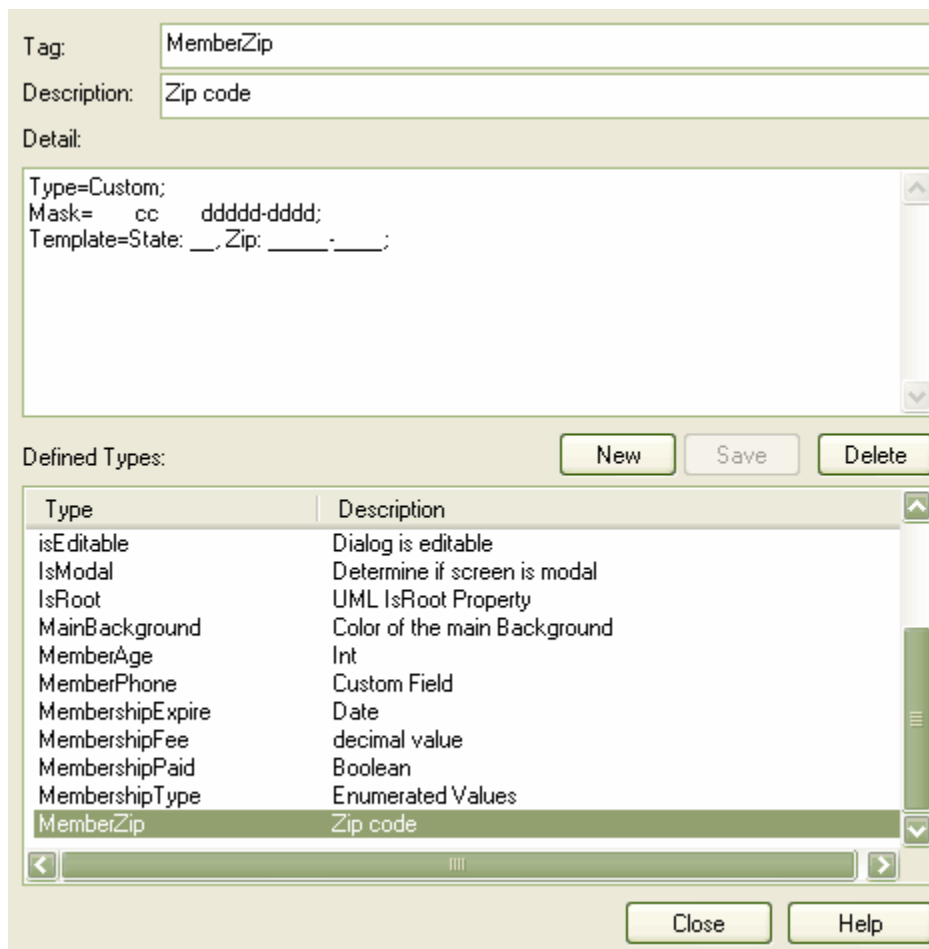 Tag: MemberZip
Description: Zip code
Detail:
Type=Custom;
Mask=       cc      ddddd-dddd;
Template=State: __, Zip: _____-____;
Defined Types: New Save Delete
Type Description
isEditable Dialog is editable
IsModal Determine if screen is modal
IsRoot UML IsRoot Property
MainBackground Color of the main Background
MemberAge Int
MemberPhone Custom Field
MembershipExpire Date
MembershipFee decimal value
MembershipPaid Boolean
MembershipType Enumerated Values
MemberZip Zip code
Close Help